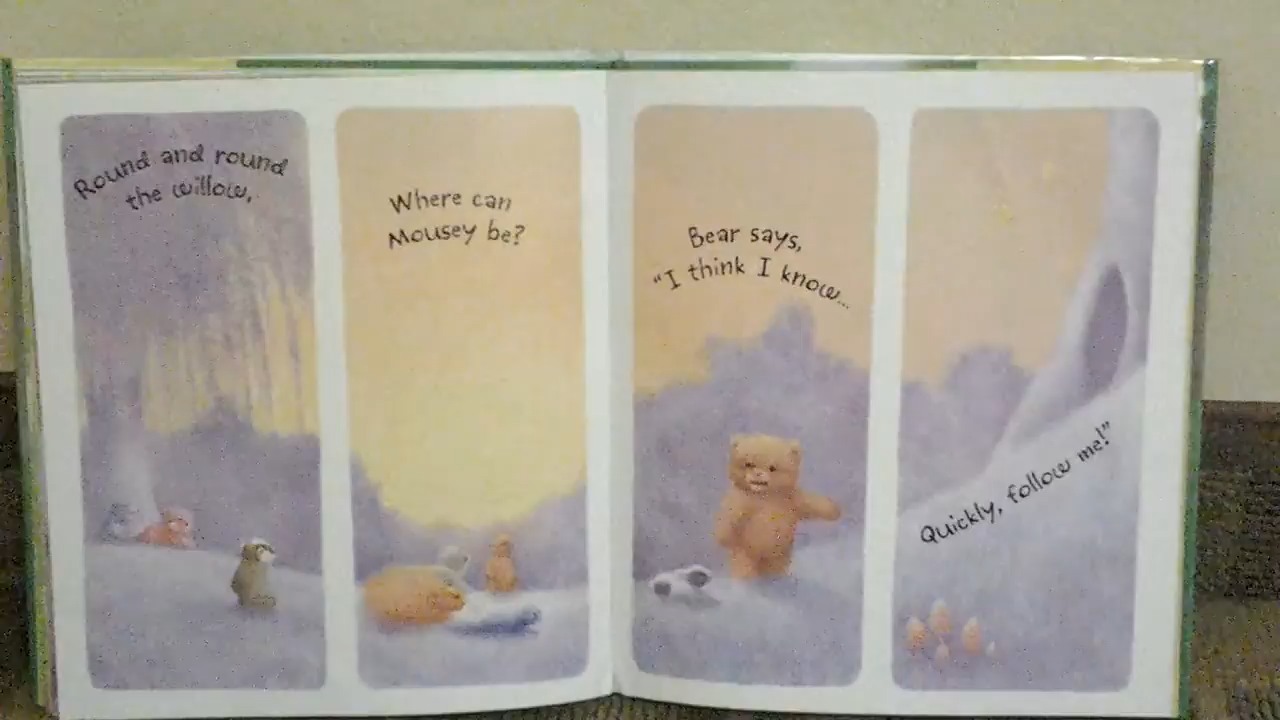 Round and round
the willow,
Where can
Mousey be?
Bear says,
"I think I know...
Quickly, follow me!"